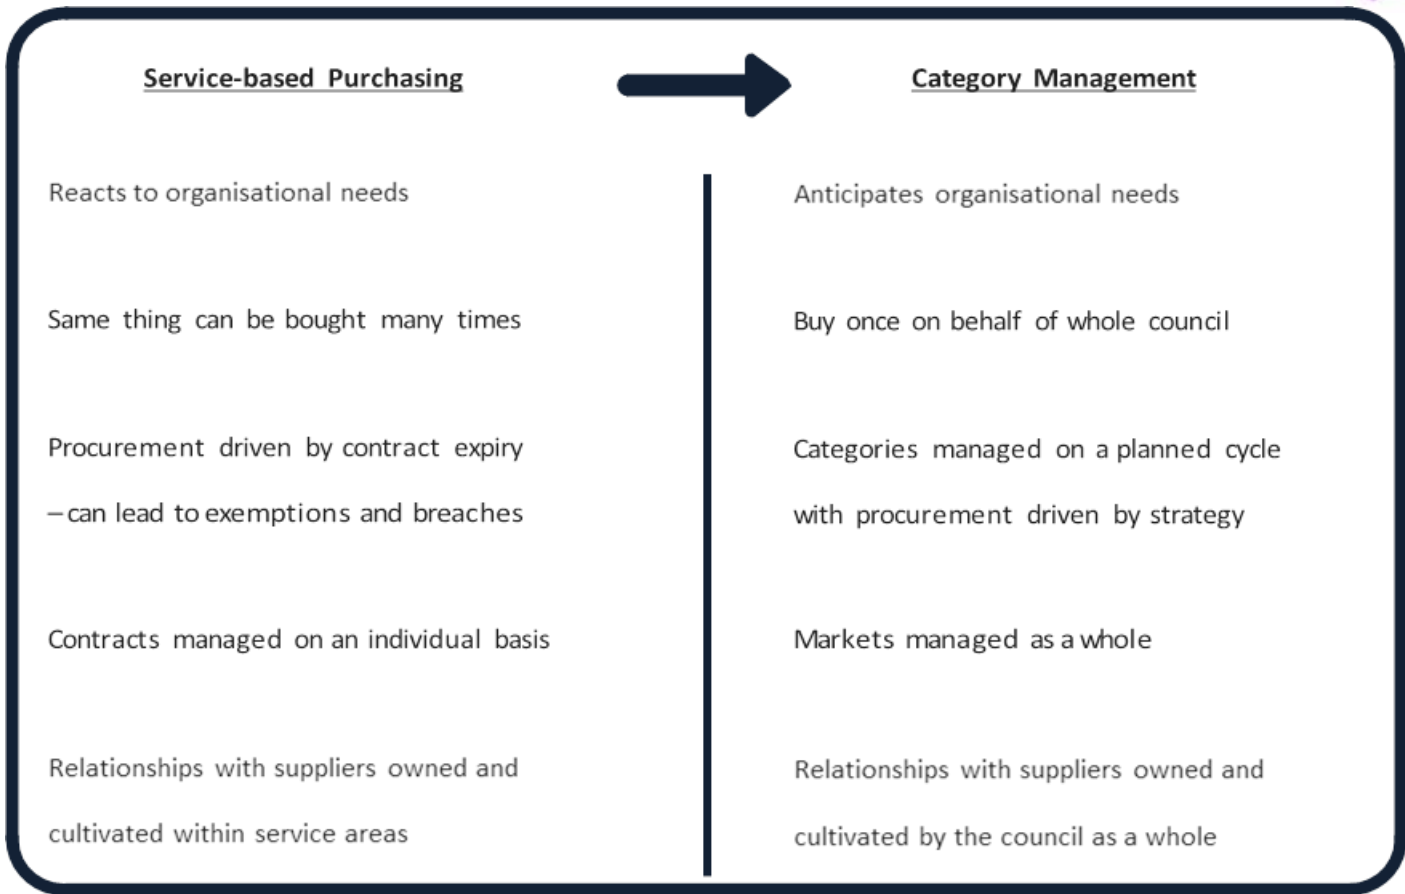 Service-based Purchasing
Category Management
Reacts to organisational needs
Anticipates organisational needs
Same thing can be bought many times
Buy once on behalf of whole council
Procurement driven by contract expiry
– can lead to exemptions and breaches
Categories managed on a planned cycle
with procurement driven by strategy
Contracts managed on an individual basis
Markets managed as a whole
Relationships with suppliers owned and
cultivated within service areas
Relationships with suppliers owned and
cultivated by the council as a whole